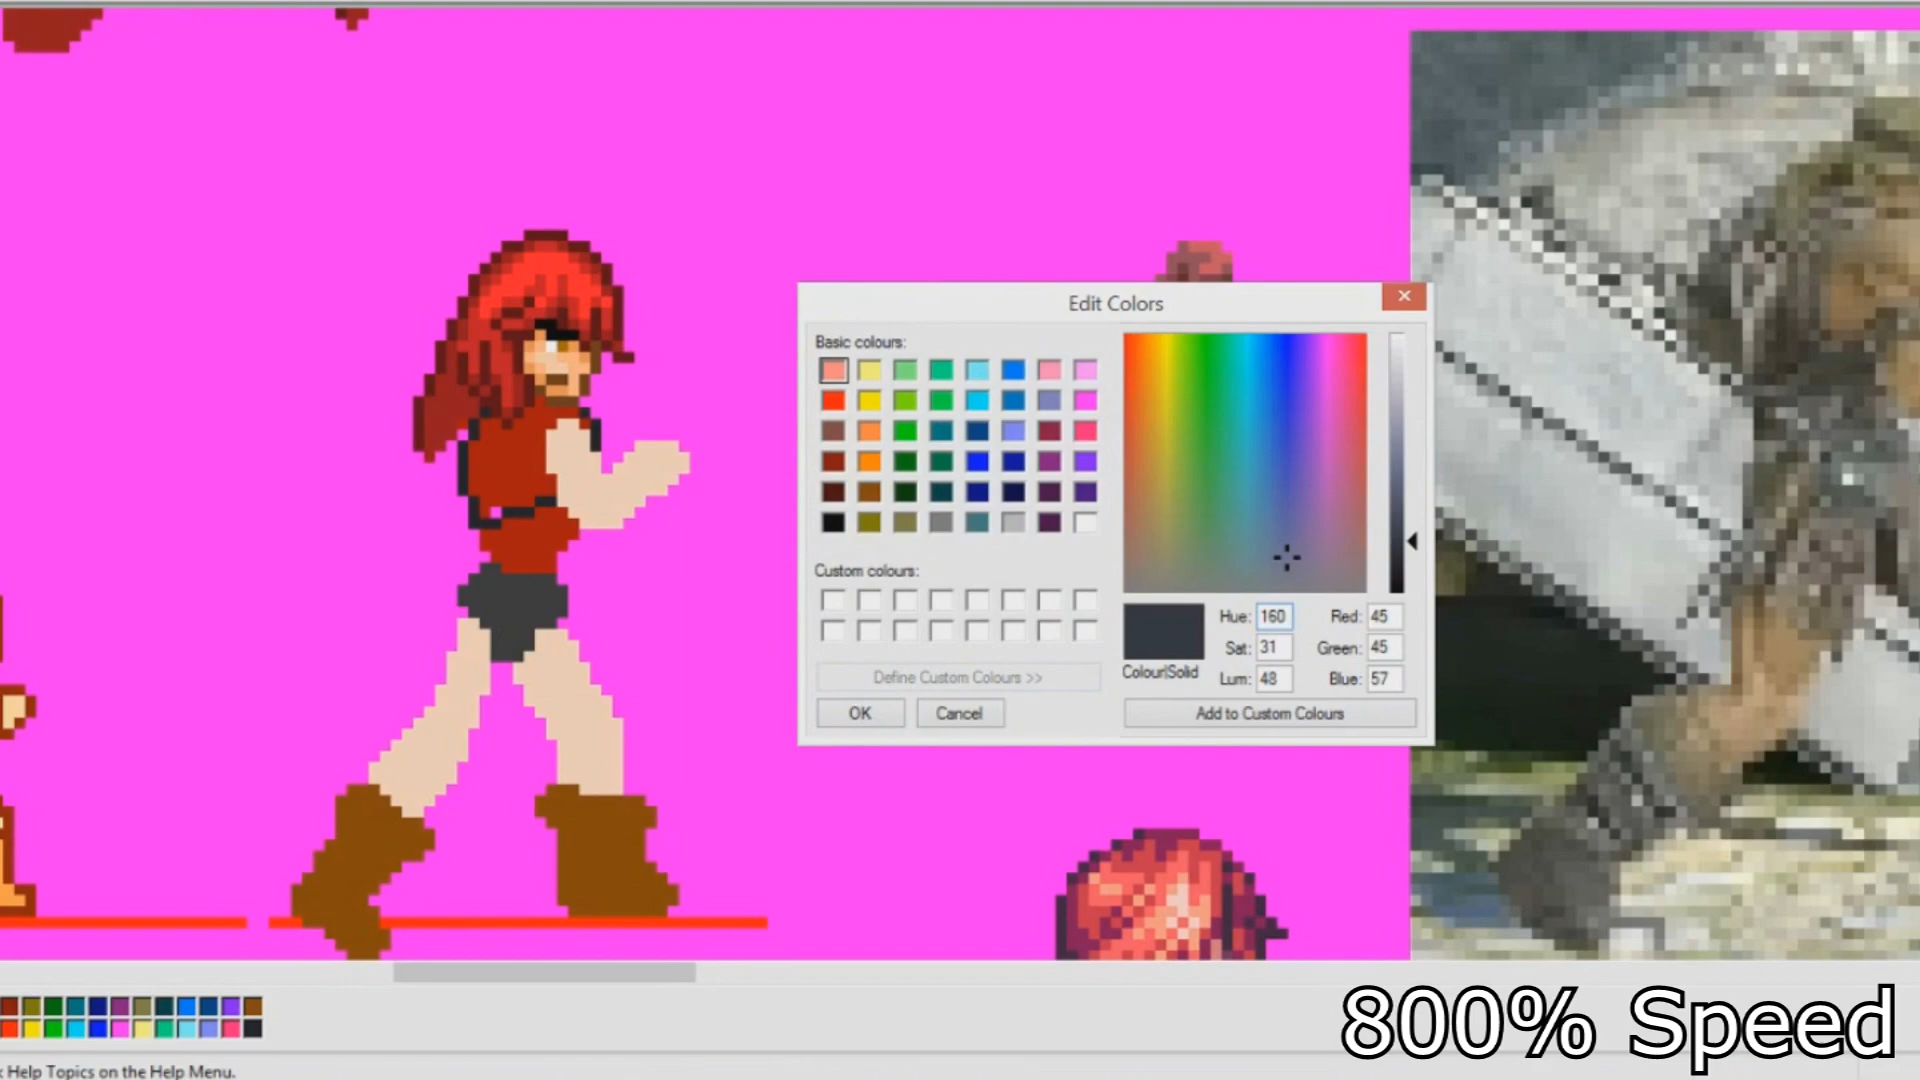 Edit Colors
Basic colours:
Custom colours:
Define Custom Colours >>
OK
Cancel
Hue: 160
Sat: 31
Lum: 48
Red: 45
Green: 45
Blue: 57
Colour|Solid
Add to Custom Colours
800% Speed
Help Topics on the Help Menu.